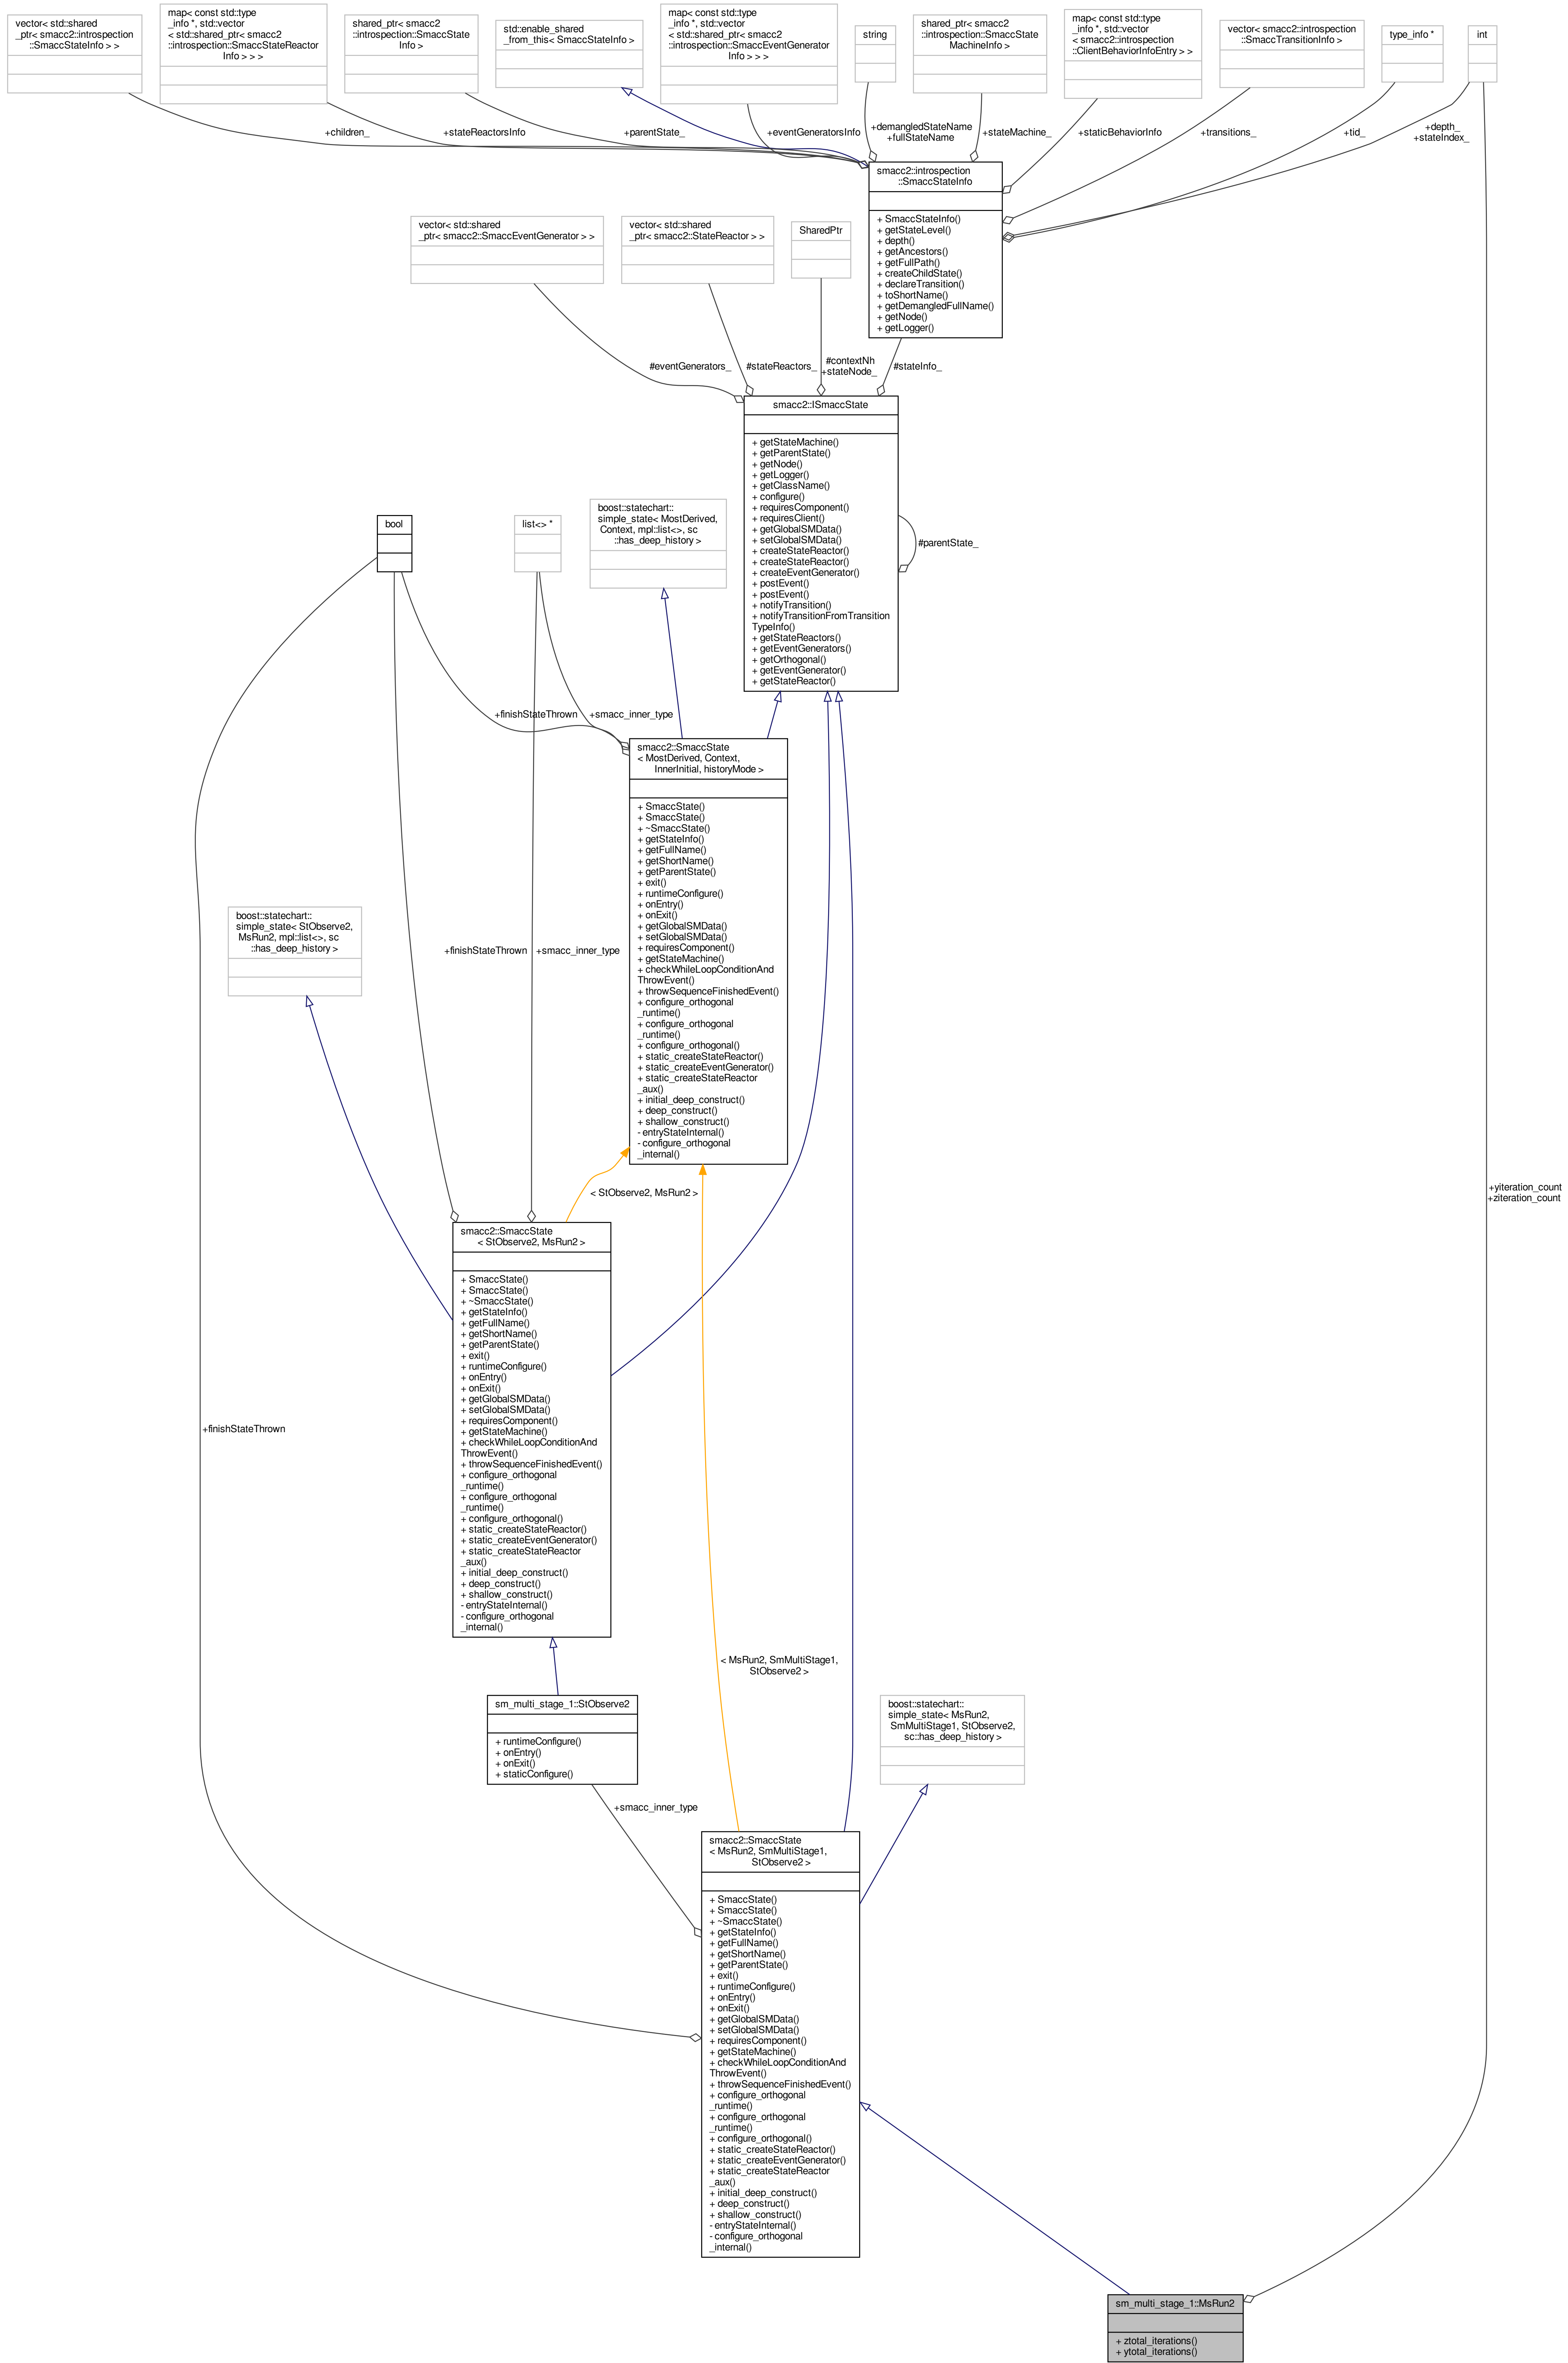 vector< std::shared
_ptr< smacc2::introspection
::SmaccStateInfo > >
map< const std::type
_info *, std::vector
< std::shared_ptr< smacc2
::introspection::SmaccStateReactor
Info > > >
shared_ptr< smacc2
::introspection::SmaccState
Info >
std::enable_shared
_from_this< SmaccStateInfo >
map< const std::type
_info *, std::vector
< std::shared_ptr< smacc2
::introspection::SmaccEventGenerator
Info > > >
string
shared_ptr< smacc2
::introspection::SmaccState
MachineInfo >
map< const std::type
_info *, std::vector
< smacc2::introspection
::ClientBehaviorInfoEntry > >
vector< smacc2::introspection
::SmaccTransitionInfo >
type_info *
int
+children_
+stateReactorsInfo
+parentState_
+eventGeneratorsInfo
+demangledStateName
+fullStateName
+stateMachine_
+staticBehaviorInfo
+transitions_
+tid_
+depth_
+stateIndex_
smacc2::introspection
::SmaccStateInfo
+ SmaccStateInfo()
+ getStateLevel()
+ depth()
+ getAncestors()
+ getFullPath()
+ createChildState()
+ declareTransition()
+ toShortName()
+ getDemangledFullName()
+ getNode()
+ getLogger()
vector< std::shared
_ptr< smacc2::SmaccEventGenerator > >
vector< std::shared
_ptr< smacc2::StateReactor > >
SharedPtr
#eventGenerators_
#stateReactors_
#contextNh
+stateNode_
#stateInfo_
smacc2::ISmaccState
+ getStateMachine()
+ getParentState()
+ getNode()
+ getLogger()
+ getClassName()
+ configure()
+ requiresComponent()
+ requiresClient()
+ getGlobalSMData()
+ setGlobalSMData()
+ createStateReactor()
+ createStateReactor()
+ createEventGenerator()
+ postEvent()
+ postEvent()
+ notifyTransition()
+ notifyTransitionFromTransition
TypeInfo()
+ getStateReactors()
+ getEventGenerators()
+ getOrthogonal()
+ getEventGenerator()
+ getStateReactor()
#parentState_
bool
list<> *
boost::statechart::
simple_state< MostDerived,
Context, mpl::list<>, sc
::has_deep_history >
+finishStateThrown
+smacc_inner_type
smacc2::SmaccState
< MostDerived, Context,
InnerInitial, historyMode >
+ SmaccState()
+ SmaccState()
+ ~SmaccState()
+ getStateInfo()
+ getFullName()
+ getShortName()
+ getParentState()
+ exit()
+ runtimeConfigure()
+ onEntry()
+ onExit()
+ getGlobalSMData()
+ setGlobalSMData()
+ requiresComponent()
+ getStateMachine()
+ checkWhileLoopConditionAnd
ThrowEvent()
+ throwSequenceFinishedEvent()
+ configure_orthogonal
_runtime()
+ configure_orthogonal
_runtime()
+ configure_orthogonal()
+ static_createStateReactor()
+ static_createEventGenerator()
+ static_createStateReactor
_aux()
+ initial_deep_construct()
+ deep_construct()
+ shallow_construct()
- entryStateInternal()
- configure_orthogonal
_internal()
boost::statechart::
simple_state< StObserve2,
MsRun2, mpl::list<>, sc
::has_deep_history >
+finishStateThrown
+smacc_inner_type
< StObserve2, MsRun2 >
+yiteration_count
+ziteration_count
smacc2::SmaccState
< StObserve2, MsRun2 >
+ SmaccState()
+ SmaccState()
+ ~SmaccState()
+ getStateInfo()
+ getFullName()
+ getShortName()
+ getParentState()
+ exit()
+ runtimeConfigure()
+ onEntry()
+ onExit()
+ getGlobalSMData()
+ setGlobalSMData()
+ requiresComponent()
+ getStateMachine()
+ checkWhileLoopConditionAnd
ThrowEvent()
+ throwSequenceFinishedEvent()
+ configure_orthogonal
_runtime()
+ configure_orthogonal
_runtime()
+ configure_orthogonal()
+ static_createStateReactor()
+ static_createEventGenerator()
+ static_createStateReactor
_aux()
+ initial_deep_construct()
+ deep_construct()
+ shallow_construct()
- entryStateInternal()
- configure_orthogonal
_internal()
+finishStateThrown
< MsRun2, SmMultiStage1,
StObserve2 >
sm_multi_stage_1::StObserve2
+ runtimeConfigure()
+ onEntry()
+ onExit()
+ staticConfigure()
boost::statechart::
simple_state< MsRun2,
SmMultiStage1, StObserve2,
sc::has_deep_history >
+smacc_inner_type
smacc2::SmaccState
< MsRun2, SmMultiStage1,
StObserve2 >
+ SmaccState()
+ SmaccState()
+ ~SmaccState()
+ getStateInfo()
+ getFullName()
+ getShortName()
+ getParentState()
+ exit()
+ runtimeConfigure()
+ onEntry()
+ onExit()
+ getGlobalSMData()
+ setGlobalSMData()
+ requiresComponent()
+ getStateMachine()
+ checkWhileLoopConditionAnd
ThrowEvent()
+ throwSequenceFinishedEvent()
+ configure_orthogonal
_runtime()
+ configure_orthogonal
_runtime()
+ configure_orthogonal()
+ static_createStateReactor()
+ static_createEventGenerator()
+ static_createStateReactor
_aux()
+ initial_deep_construct()
+ deep_construct()
+ shallow_construct()
- entryStateInternal()
- configure_orthogonal
_internal()
sm_multi_stage_1::MsRun2
+ ztotal_iterations()
+ ytotal_iterations()